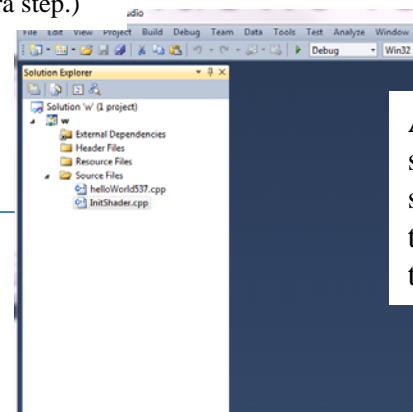 ra step.)
udio
File Edit View Project Build Debug Team Data Tools Test Analyze Window
Debug Win32
Solution Explorer
Solution 'w' (1 project)
w
External Dependencies
Header Files
Resource Files
Source Files
helloWorld537.cpp
InitShader.cpp
A
s
s
t
t